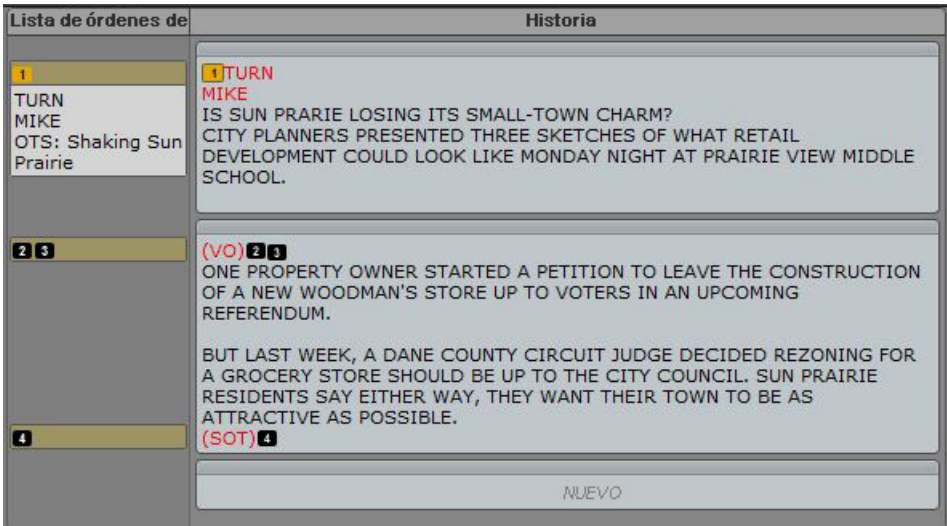 Lista de órdenes de
Historia
1
TURN
MIKE
OTS: Shaking Sun
Prairie
1 TURN
MIKE
IS SUN PRARIE LOSING ITS SMALL-TOWN CHARM?
CITY PLANNERS PRESENTED THREE SKETCHES OF WHAT RETAIL
DEVELOPMENT COULD LOOK LIKE MONDAY NIGHT AT PRAIRIE VIEW MIDDLE
SCHOOL.
2 3
(VO) 2 3
ONE PROPERTY OWNER STARTED A PETITION TO LEAVE THE CONSTRUCTION
OF A NEW WOODMAN'S STORE UP TO VOTERS IN AN UPCOMING
REFERENDUM.
BUT LAST WEEK, A DANE COUNTY CIRCUIT JUDGE DECIDED REZONING FOR
A GROCERY STORE SHOULD BE UP TO THE CITY COUNCIL. SUN PRAIRIE
RESIDENTS SAY EITHER WAY, THEY WANT THEIR TOWN TO BE AS
ATTRACTIVE AS POSSIBLE.
4
(SOT) 4
NUEVO